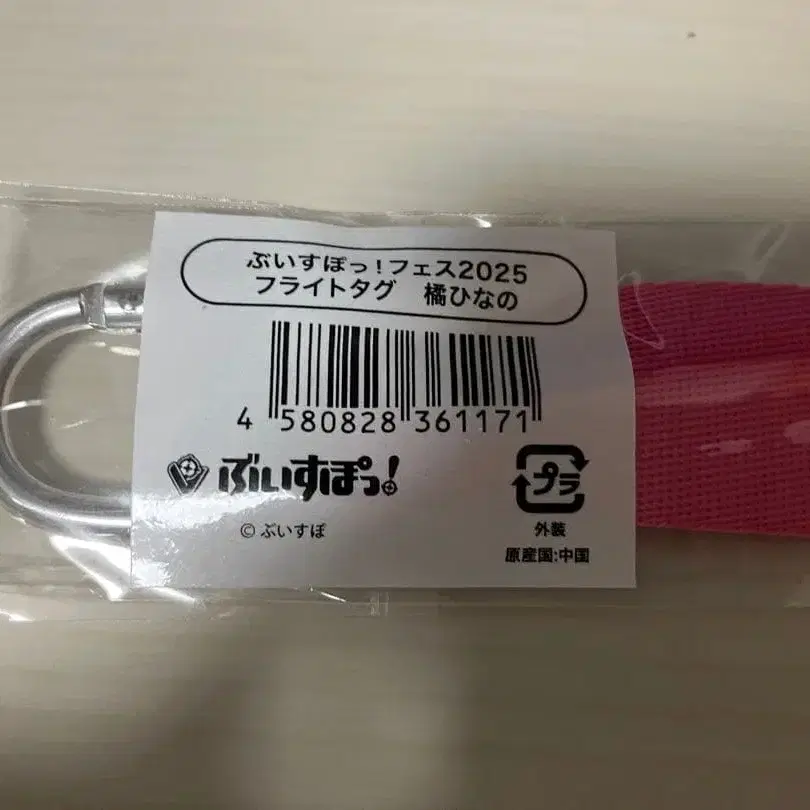 ぶいすぽっ!フェス2025
フライトタグ 橘ひなの
4 580828 361171
ぶいすぽっ!
© ぶいすぽ
プラ
外装
原産国:中国